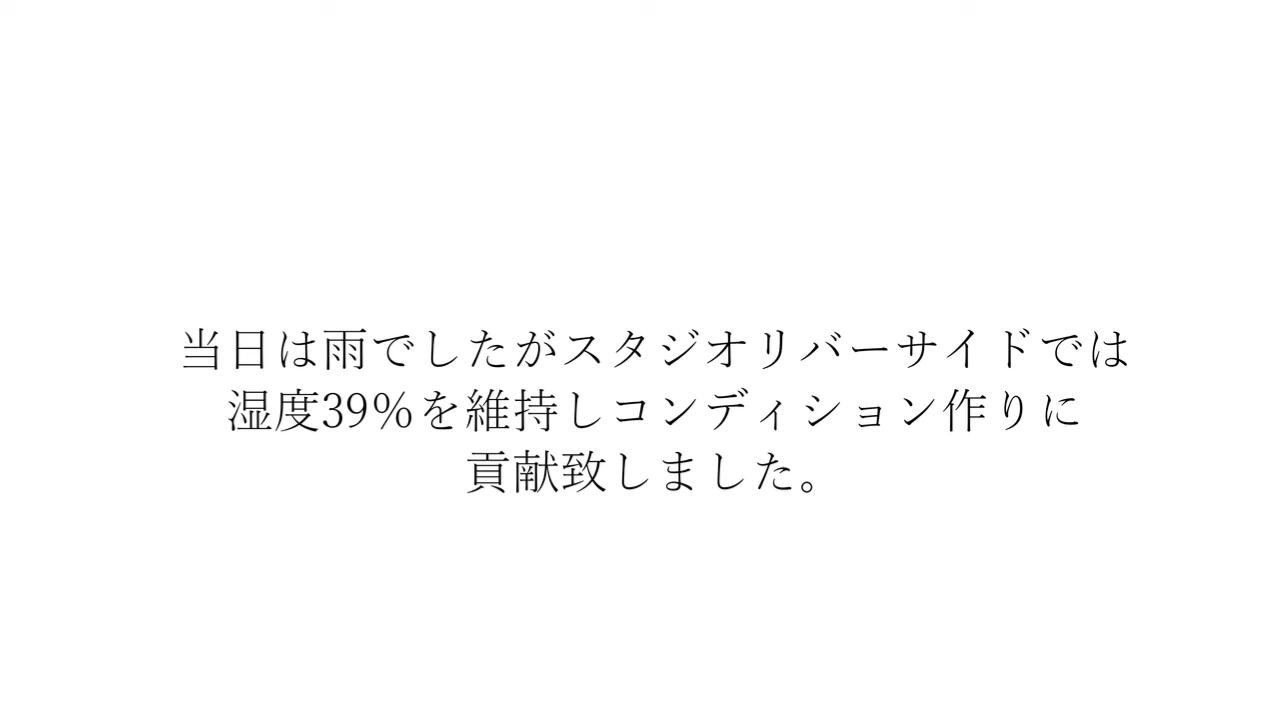 当日は雨でしたがスタジオリバーサイドでは
湿度39％を維持しコンディション作りに
貢献致しました。